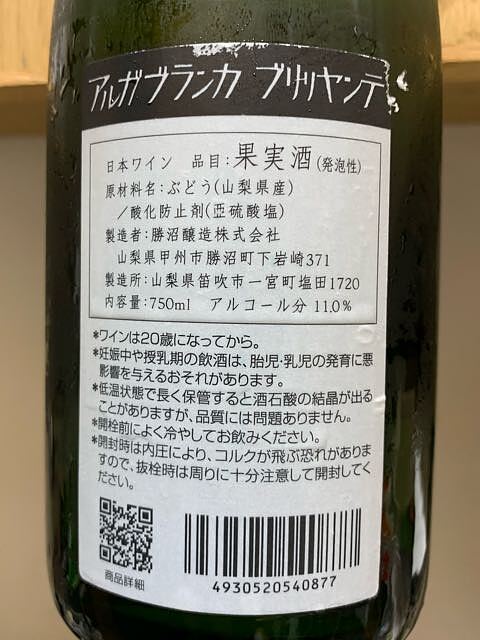 アルガブランカ ブリリヤンテ
日本ワイン 品目:果実酒(発泡性)
原材料名:ぶどう(山梨県産)
/酸化防止剤(亜硫酸塩)
製造者:勝沼醸造株式会社
山梨県甲州市勝沼町下岩崎371
製造所:山梨県笛吹市一宮町塩田1720
内容量:750ml アルコール分 11.0%
*ワインは20歳になってから。
*妊娠中や授乳期の飲酒は、胎児・乳児の発育に悪
影響を与えるおそれがあります。
*低温状態で長く保管すると酒石酸の結晶が出る
ことがありますが、品質には問題ありません。
*開栓前によく冷やしてお飲みください。
*開封時は内圧により、コルクが飛ぶ恐れがありま
すので、抜栓時は周りに十分注意して開封してく
ださい。
商品詳細
4930520540877